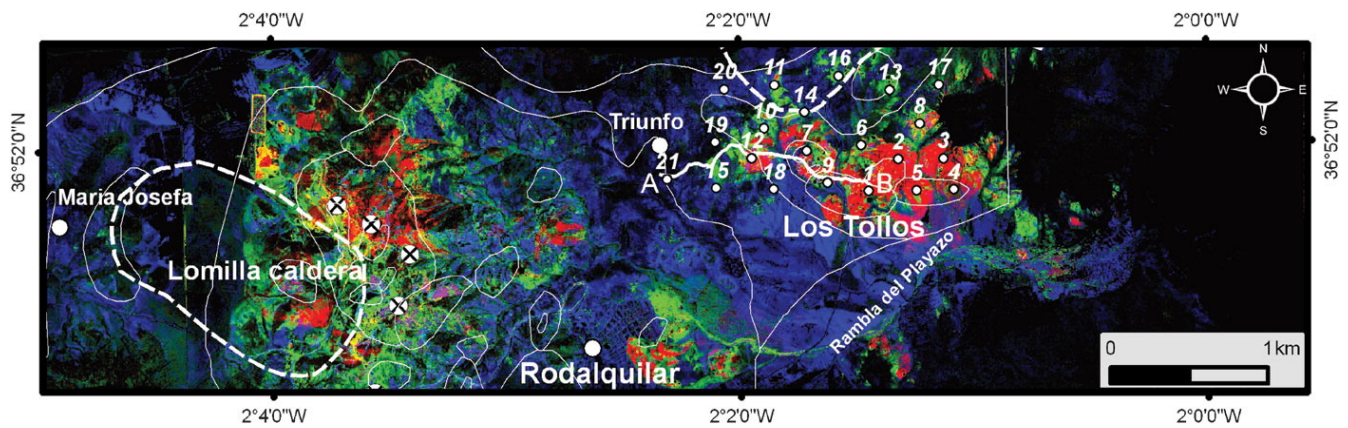 2°4'0"W 2°2'0"W 2°0'0"W
36°52'0"N
36°52'0"N
N
W E
S
20 11 16 13 17
14
10 8
Triunfo
19 6
12 7 2 3
21
A 15 18 9 1 B 5 4
Maria Josefa
Los Tollos
Lomilla caldera
Rambla del Playazo
Rodalquilar
0 1 km
2°4'0"W 2°2'0"W 2°0'0"W